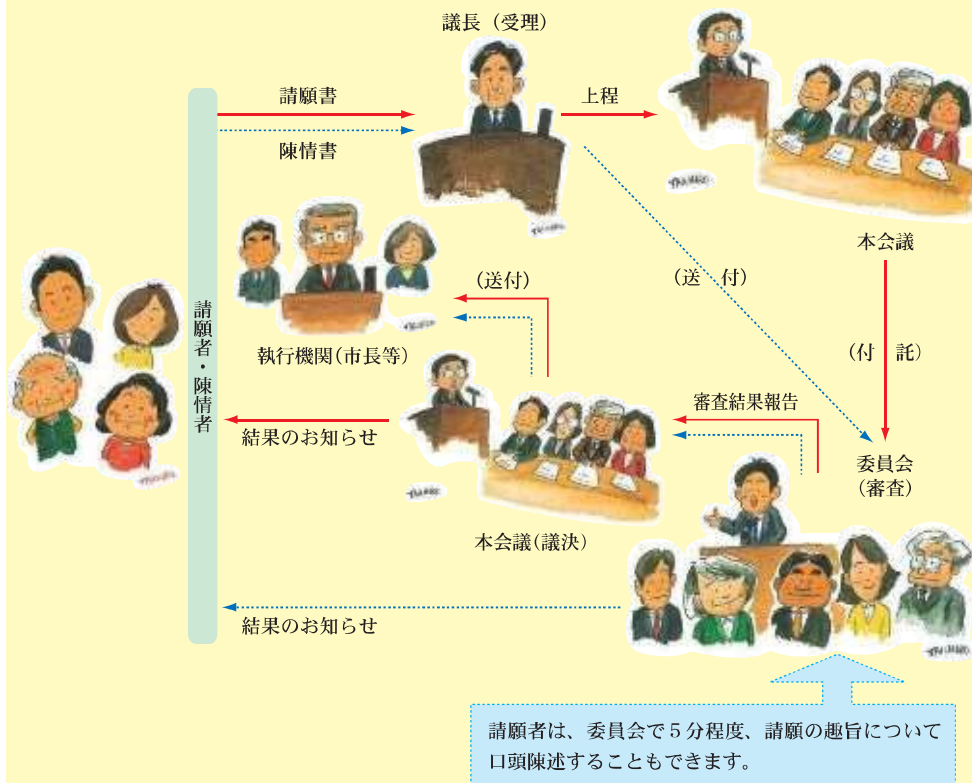 議長（受理）
請願書
陳情書
上程
本会議
（送付）
（送　付）
執行機関（市長等）
請願者・陳情者
（付　託）
審査結果報告
結果のお知らせ
委員会
（審査）
本会議（議決）
結果のお知らせ
請願者は、委員会で５分程度、請願の趣旨について
口頭陳述することもできます。